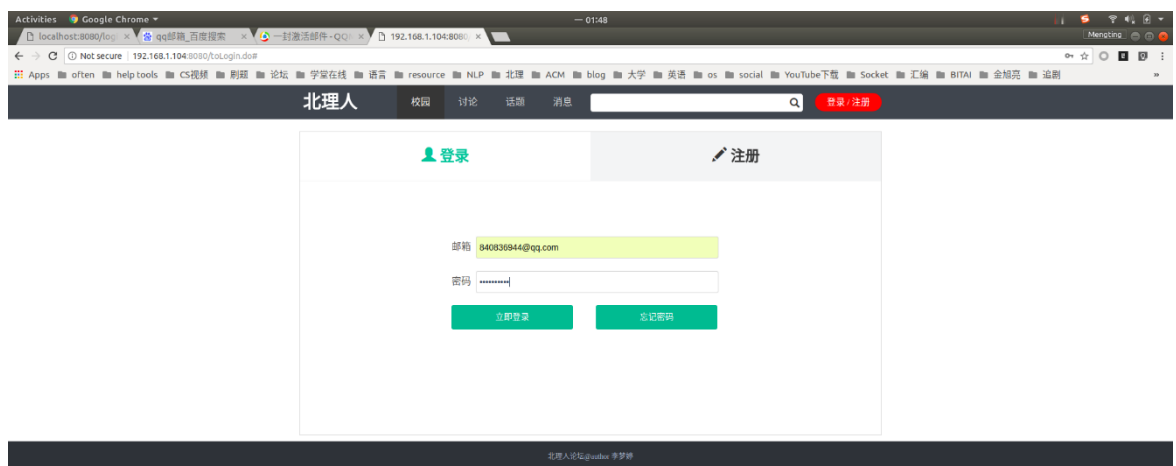 Activities Google Chrome
01:48
localhost:8080/log
qq邮箱_百度搜索
一封激活邮件 - QQ
192.168.1.104:8080
Mengting
Not secure 192.168.1.104:8080/toLogin.do#
Apps often help tools CS视频 刷题 论坛 学堂在线 语言 resource NLP 北理 ACM blog 大学 英语 os social YouTube下载 Socket 汇编 BITAI 金旭亮 追剧 »
北理人 校园 讨论 话题 消息 登录 / 注册
登录 注册
邮箱 840836944@qq.com
密码 ••••••••••
立即登录 忘记密码
北理人论坛@author 李梦婷